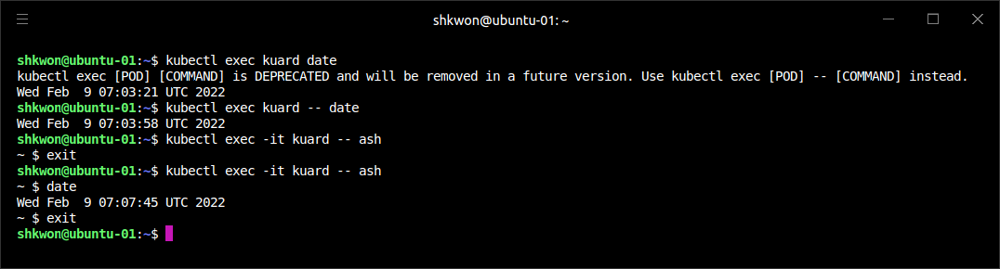 shkwon@ubuntu-01: ~
shkwon@ubuntu-01:~$ kubectl exec kuard date
kubectl exec [POD] [COMMAND] is DEPRECATED and will be removed in a future version. Use kubectl exec [POD] -- [COMMAND] instead.
Wed Feb  9 07:03:21 UTC 2022
shkwon@ubuntu-01:~$ kubectl exec kuard -- date
Wed Feb  9 07:03:58 UTC 2022
shkwon@ubuntu-01:~$ kubectl exec -it kuard -- ash
~ $ exit
shkwon@ubuntu-01:~$ kubectl exec -it kuard -- ash
~ $ date
Wed Feb  9 07:07:45 UTC 2022
~ $ exit
shkwon@ubuntu-01:~$